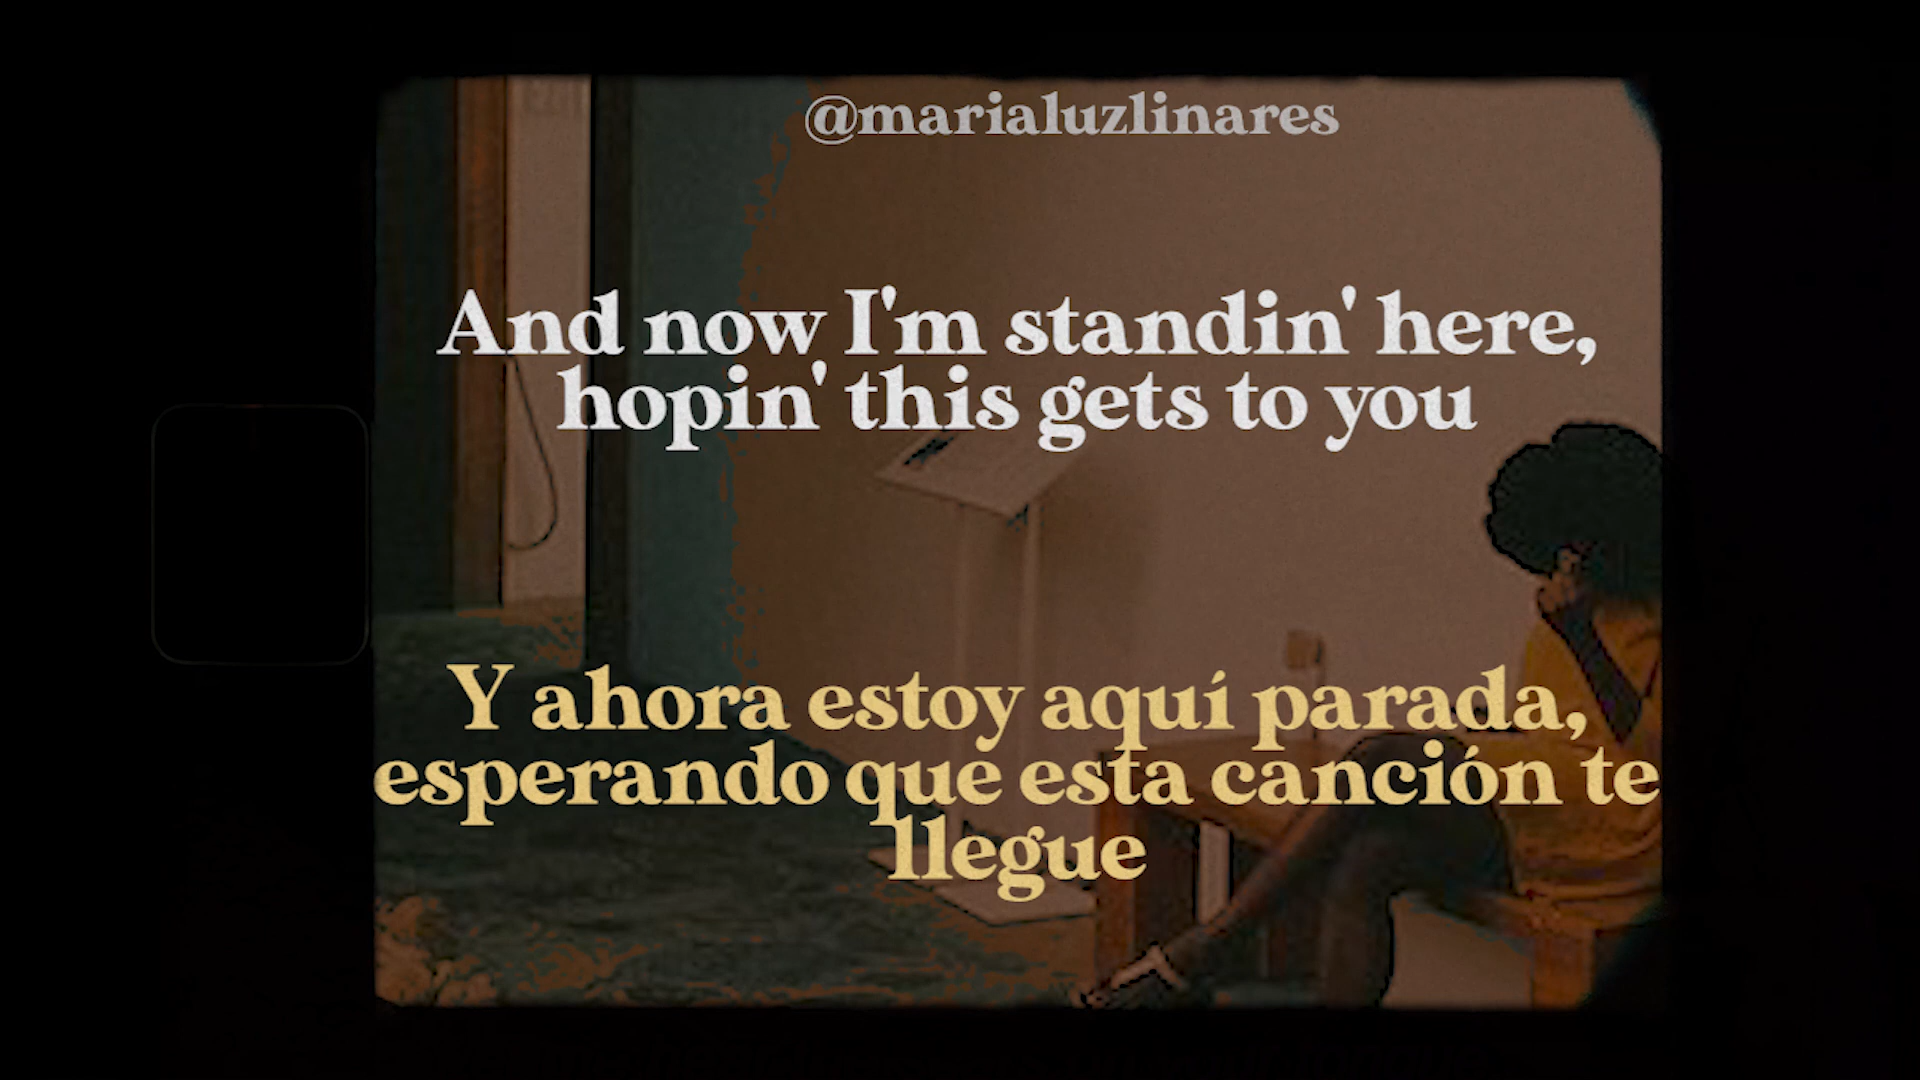 @marialuzlinares
And now I'm standin' here,
hopin' this gets to you
Y ahora estoy aquí parada,
esperando que esta canción te
llegue